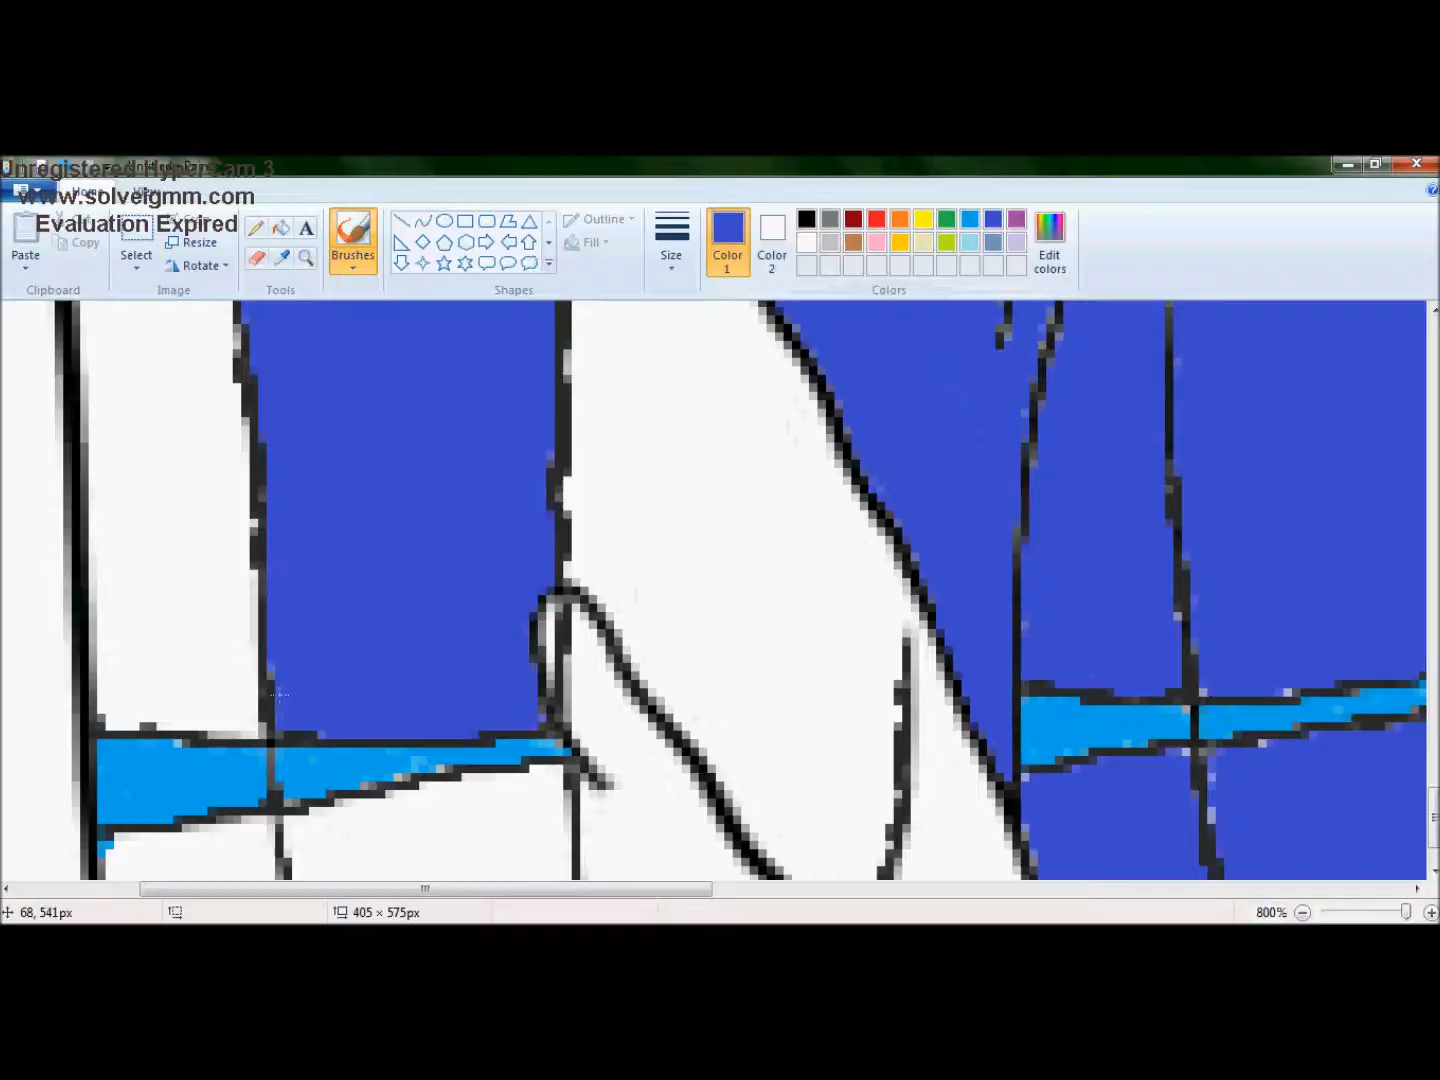 Unregistered HyperCam 3
Home
www.solveigmm.com
Evaluation Expired
Copy
Paste
Clipboard
Select
Resize
Rotate
Image
A
Tools
Brushes
Outline
Fill
Shapes
Size
Color 1
Color 2
Edit colors
Colors
68, 541px
405 × 575px
800%